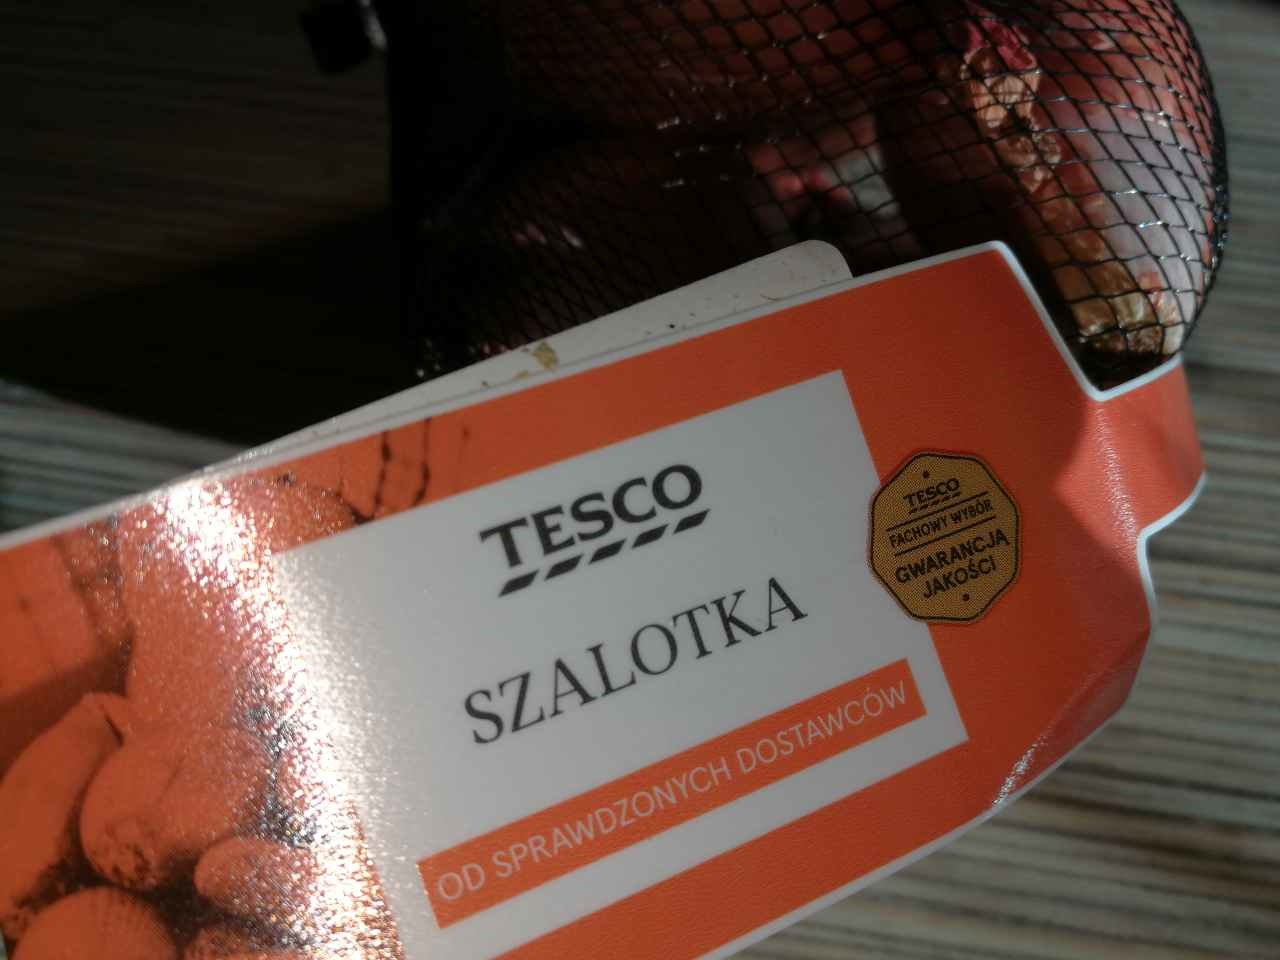 TESCO
SZALOTKA
OD SPRAWDZONYCH DOSTAWCÓW
TESCO
FACHOWY WYBÓR
GWARANCJA
JAKOŚCI